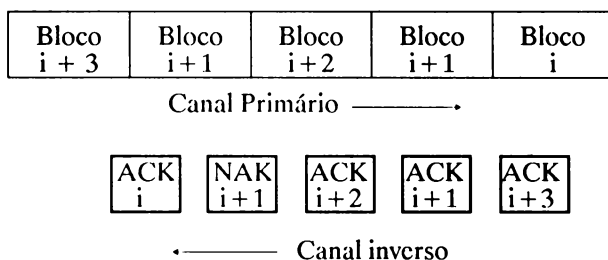 Bloco Bloco Bloco Bloco Bloco
i + 3 i+1 i+2 i+1 i
Canal Primário
ACK NAK ACK ACK ACK
i i+1 i+2 i+1 i+3
Canal inverso